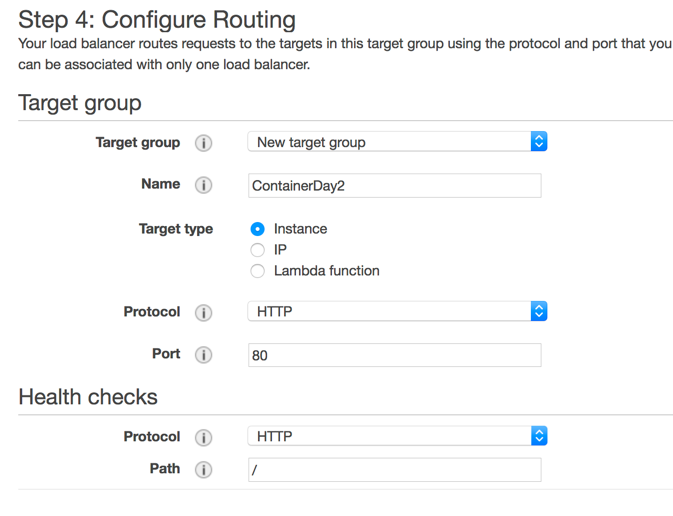 Step 4: Configure Routing
Your load balancer routes requests to the targets in this target group using the protocol and port that you
can be associated with only one load balancer.
Target group
Target group i New target group
Name i ContainerDay2
Target type Instance
IP
Lambda function
Protocol i HTTP
Port i 80
Health checks
Protocol i HTTP
Path i /